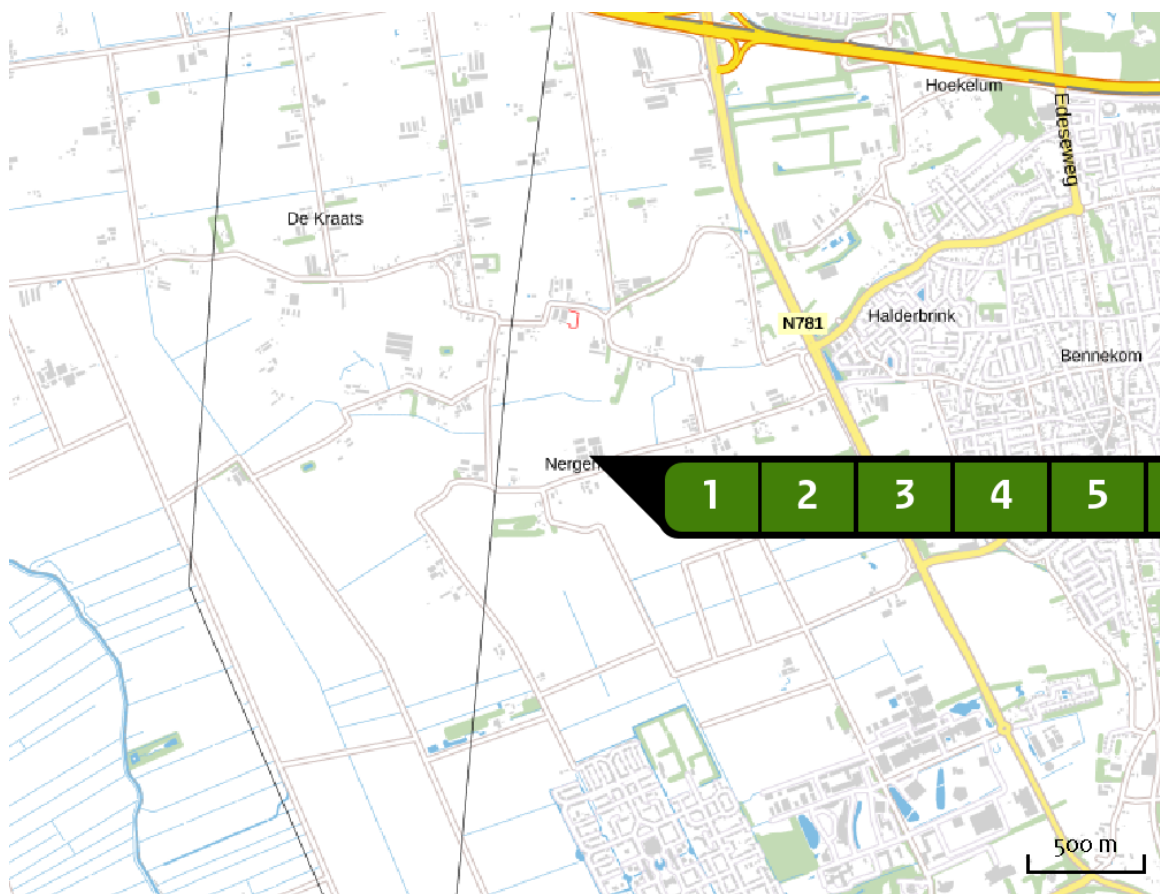 Hoekelum
Edeseweg
De Kraats
N781
Halderbrink
Bennekom
1 2 3 4 5
500 m